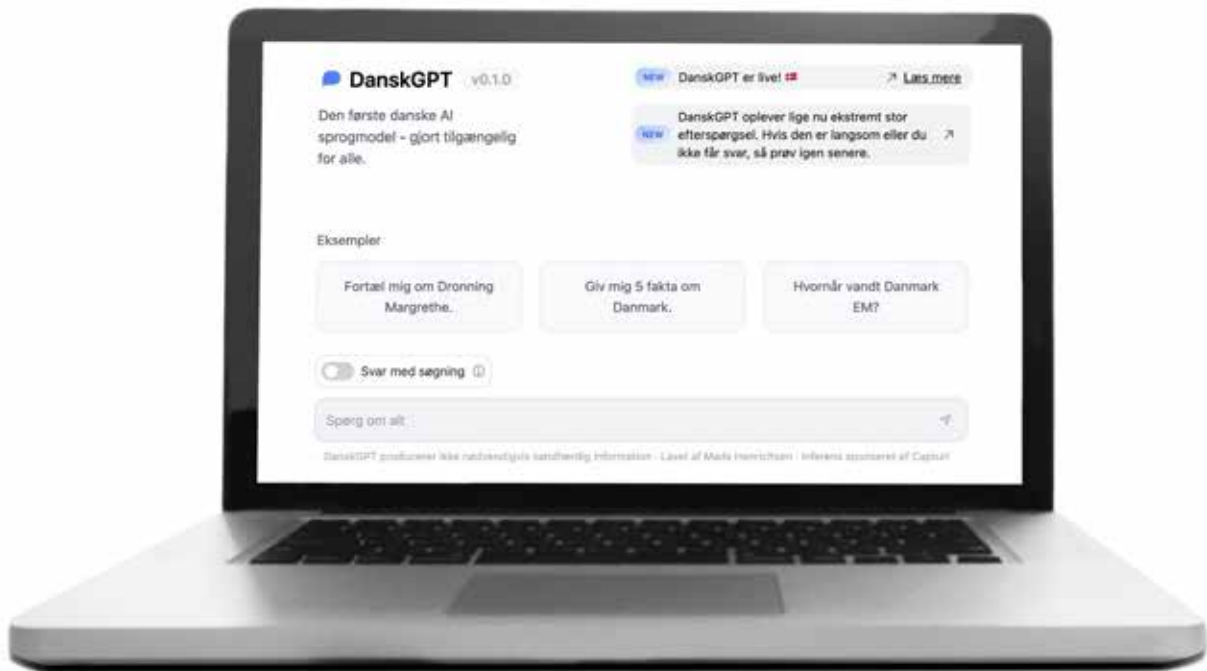 DanskGPT v0.1.0
Den første danske AI
sprogmodel - gjort tilgængelig
for alle.
NEW DanskGPT er live! Læs mere
NEW DanskGPT oplever lige nu ekstremt stor
efterspørgsel. Hvis den er langsom eller du
ikke får svar, så prøv igen senere.
Eksempler
Fortæl mig om Dronning
Margrethe.
Giv mig 5 fakta om
Danmark.
Hvornår vandt Danmark
EM?
Svar med søgning
Spørg om alt
DanskGPT producerer ikke nødvendigvis sandfærdig information · Lavet af Mads Henrichsen · Inferens sponseret af